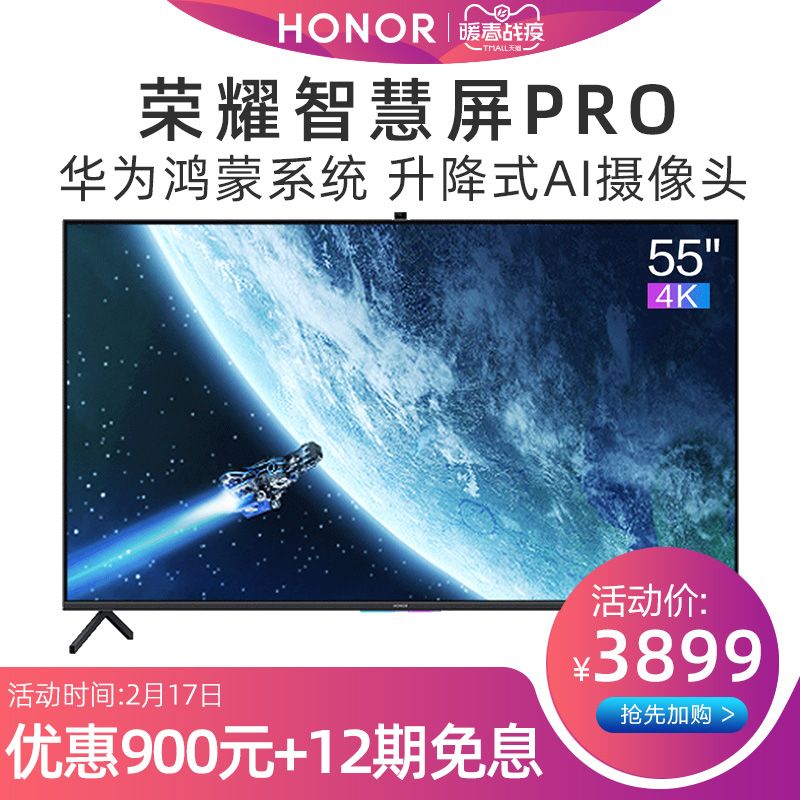 HONOR
暖春战疫
TMALL天猫
荣耀智慧屏PRO
华为鸿蒙系统 升降式AI摄像头
55"
4K
HONOR
活动价:
¥3899
抢先加购 >
活动时间:2月17日
优惠900元+12期免息